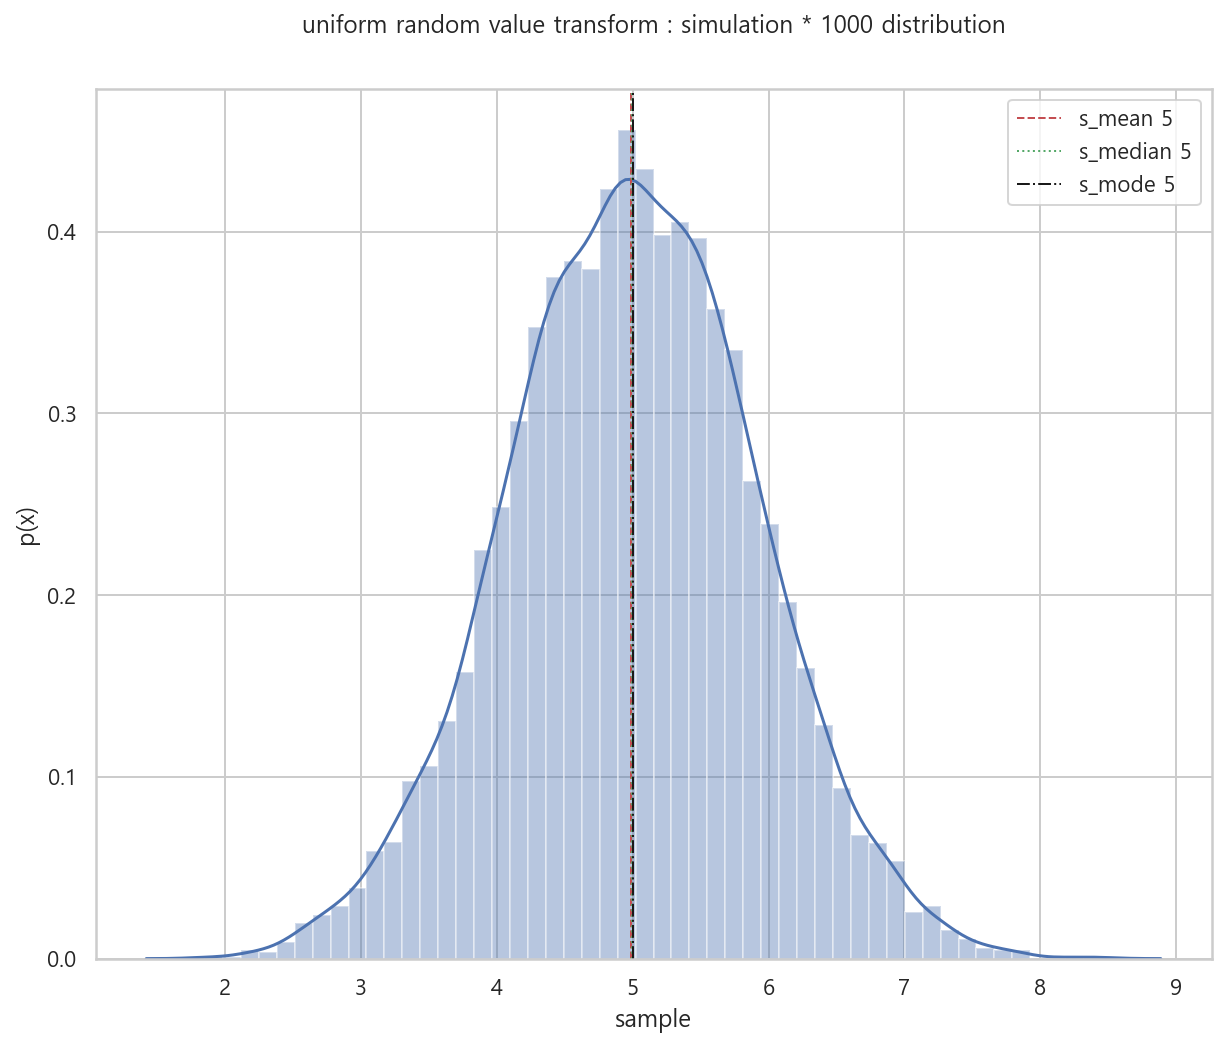 uniform random value transform : simulation * 1000 distribution
s_mean 5
s_median 5
s_mode 5
0.4
0.3
0.2
0.1
0.0
p(x)
2 3 4 5 6 7 8 9
sample